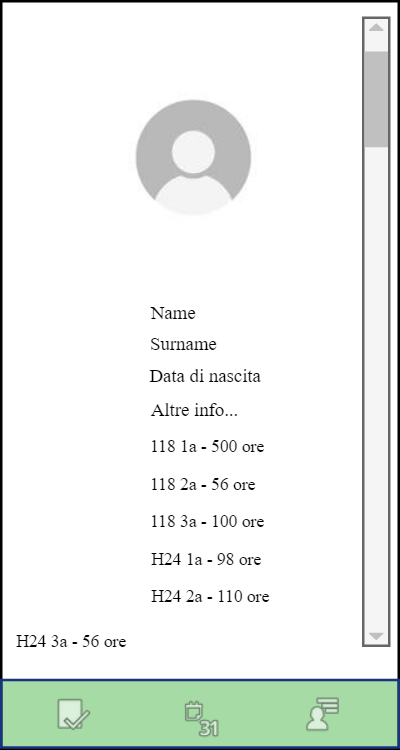 Name
Surname
Data di nascita
Altre info...
118 1a - 500 ore
118 2a - 56 ore
118 3a - 100 ore
H24 1a - 98 ore
H24 2a - 110 ore
H24 3a - 56 ore
31